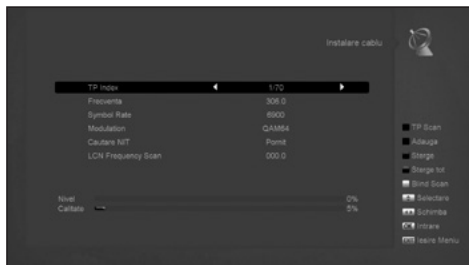 Instalare cablu
TP Index 1/70
Frecventa 306.0
Symbol Rate 6900
Modulation QAM64
Cautare NIT Pornit
LCN Frequency Scan 000.0
Nivel 0%
Calitate 5%
TP Scan
Adauga
Sterge
Sterge tot
Blind Scan
Selectare
Schimba
OK Intrare
EXIT Iesire Meniu